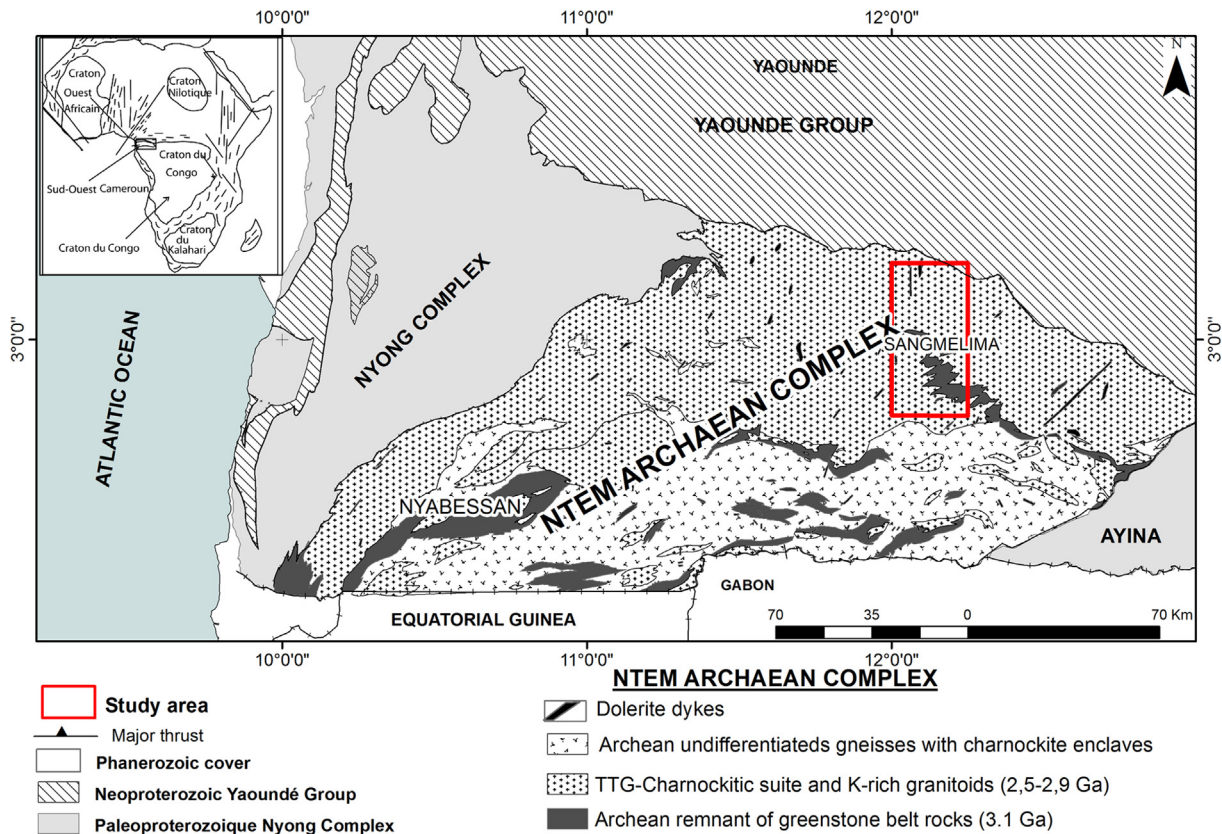 10°0'0"
11°0'0"
12°0'0"
Craton
Ouest
Africain
Craton
Nilotique
Craton du
Congo
Sud-Ouest Cameroun
Craton du Congo
Craton
du
Kalahari
N
YAOUNDE
YAOUNDE GROUP
3°0'0"
3°0'0"
ATLANTIC OCEAN
NYONG COMPLEX
NTEM ARCHAEAN COMPLEX
SANGMELIMA
NYABESSAN
AYINA
GABON
EQUATORIAL GUINEA
70 35 0 70 Km
10°0'0"
11°0'0"
12°0'0"
Study area
Major thrust
Phanerozoic cover
Neoproterozoic Yaoundé Group
Paleoproterozoique Nyong Complex
NTEM ARCHAEAN COMPLEX
Dolerite dykes
Archean undifferentiateds gneisses with charnockite enclaves
TTG-Charnockitic suite and K-rich granitoids (2,5-2,9 Ga)
Archean remnant of greenstone belt rocks (3.1 Ga)